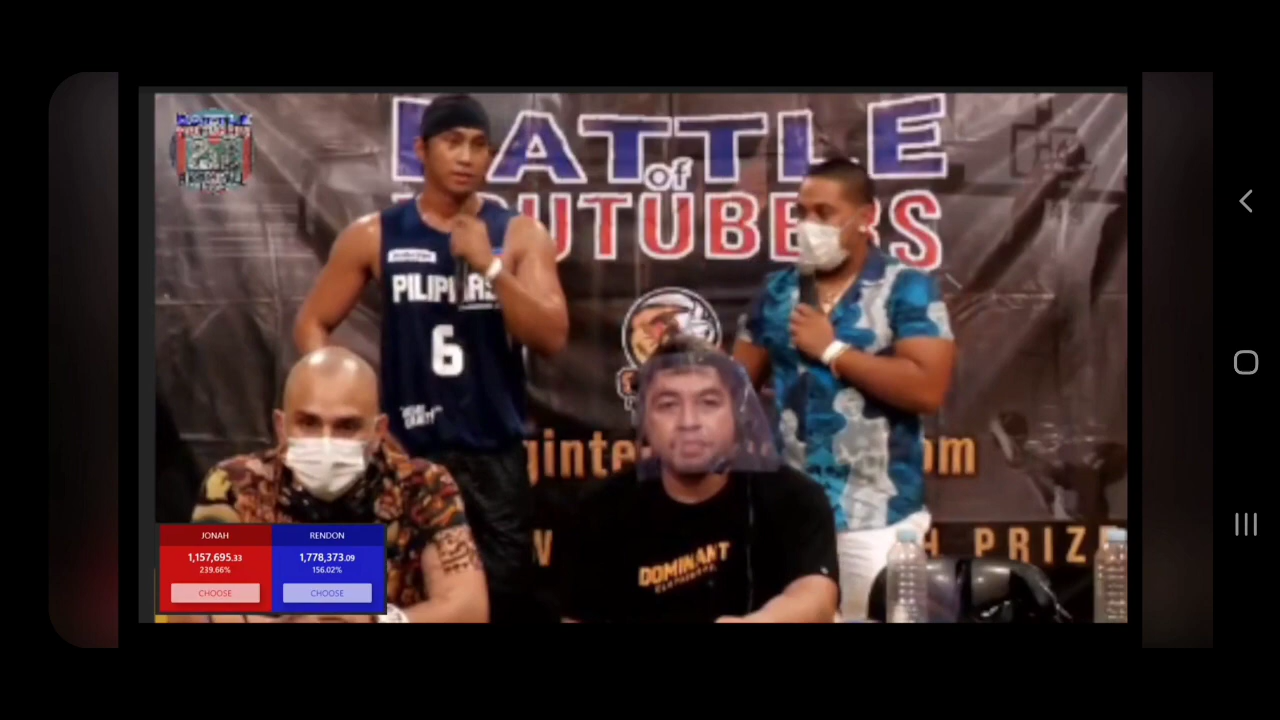 BATTLE
of
YOUTUBERS
PILIPINAS
6
DOMINANT
JONAH
RENDON
1,157,695.33
1,778,373.09
239.66%
156.02%
CHOOSE
CHOOSE
H PRIZ